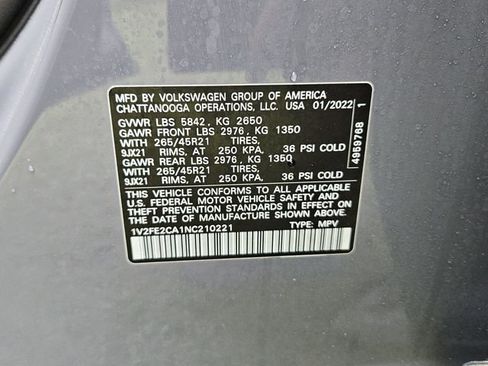 MFD BY VOLKSWAGEN GROUP OF AMERICA
CHATTANOOGA OPERATIONS, LLC. USA 01/2022
GVWR LBS 5842, KG 2650
GAWR FRONT LBS 2976, KG 1350
WITH 265/45R21 TIRES,
9JX21 RIMS, AT 250 KPA, 36 PSI COLD
GAWR REAR LBS 2976, KG 1350
WITH 265/45R21 TIRES,
9JX21 RIMS, AT 250 KPA. 36 PSI COLD
THIS VEHICLE CONFORMS TO ALL APPLICABLE
U.S. FEDERAL MOTOR VEHICLE SAFETY AND
THEFT PREVENTION STANDARDS IN EFFECT ON
THE DATE OF MANUFACTURE SHOWN ABOVE.
1V2FE2CA1NC210221 TYPE: MPV
4959768 1